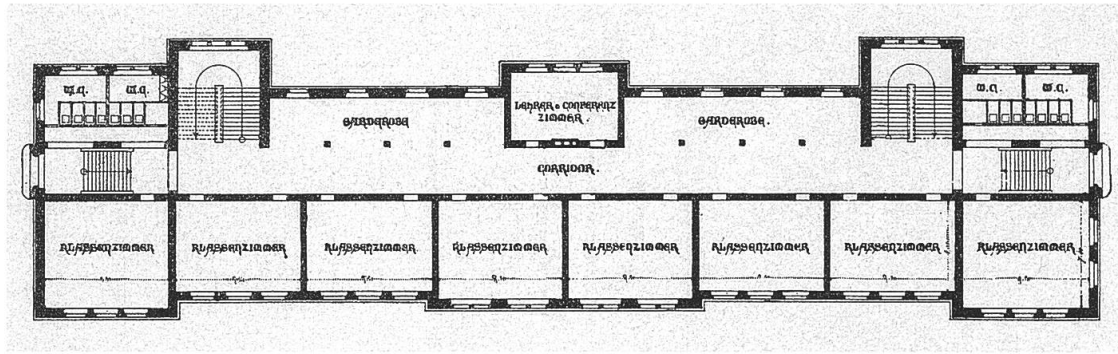 W.C. W.C.
W.C. W.C.
LEHRER- CONFERENZ
ZIMMER.
GARDEROBE
GARDEROBE.
CORRIDOR.
KLASSENZIMMER KLASSENZIMMER KLASSENZIMMER KLASSENZIMMER KLASSENZIMMER KLASSENZIMMER KLASSENZIMMER KLASSENZIMMER